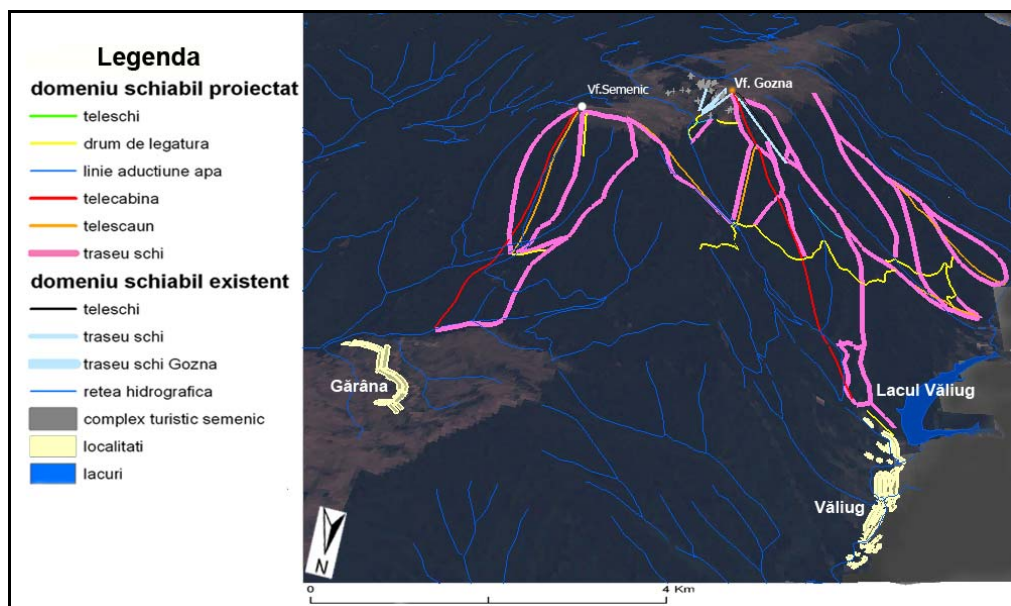 Legenda
domeniu schiabil proiectat
teleschi
drum de legatura
linie aductiune apa
telecabina
telescaun
traseu schi
domeniu schiabil existent
teleschi
traseu schi
traseu schi Gozna
retea hidrografica
complex turistic semenic
localitati
lacuri
Vf.Semenic
Vf. Gozna
Gărâna
Lacul Văliug
Văliug
N
0
4 Km